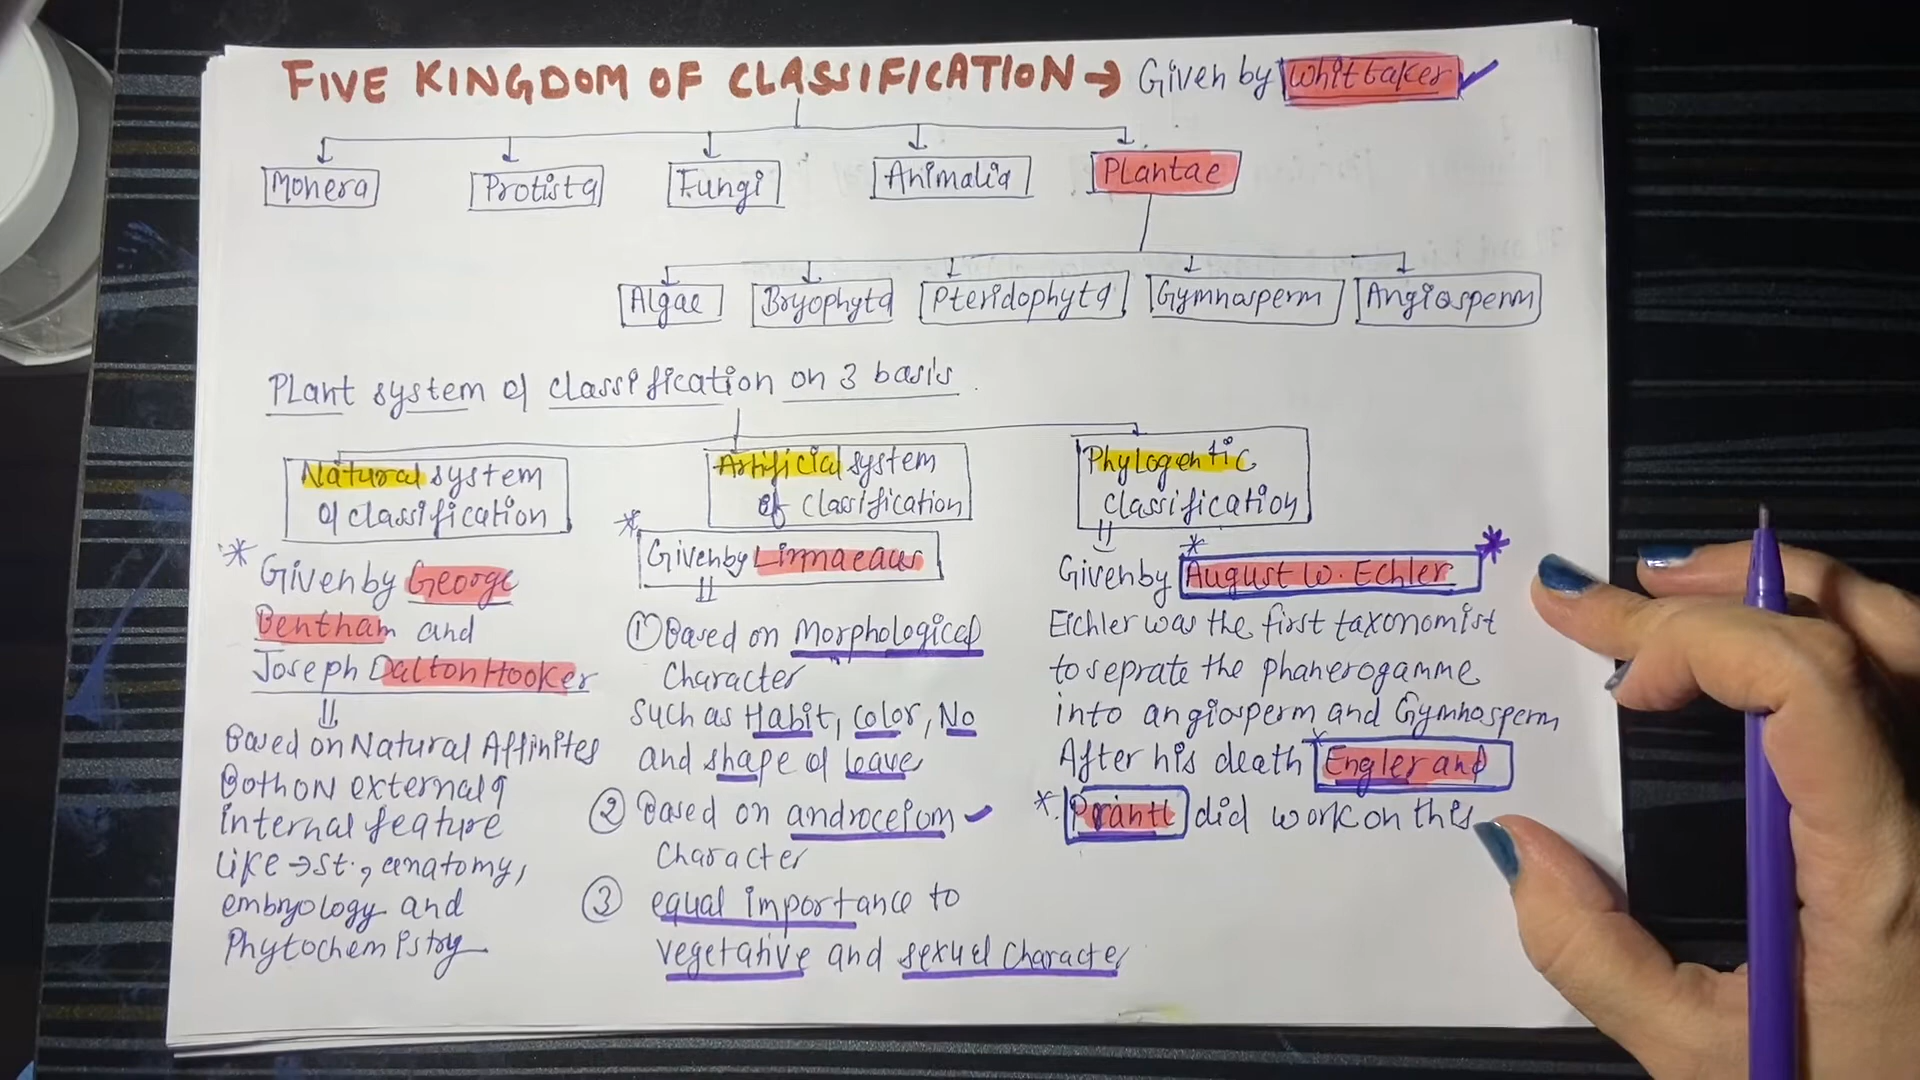 FIVE KINGDOM OF CLASSIFICATION → Given by Whittaker ✓
Monera
Protista
Fungi
Animalia
Plantae
Algae
Bryophyta
Pteridophyta
Gymnosperm
Angiosperm
Plant system of classification on 3 basis.
Natural system
of classification
* Given by George
Bentham and
Joseph Dalton Hooker
Based on Natural Affinites
Both on external &
internal feature
Like → st., anatomy,
embryology and
Phytochemistry
Artificial system
of classification
* Given by Linnaeaus
① Based on Morphological
Character
Such as Habit, color, No
and shape of leave
② Based on androceiom ✓
Character
③ equal importance to
vegetative and sexual character
Phylogentic
classification
Given by * August W. Echler *
Eichler was the first taxonomist
to seprate the phanerogamme
into angiosperm and Gymnosperm
After his death * Engler and
* Prantl did work on this